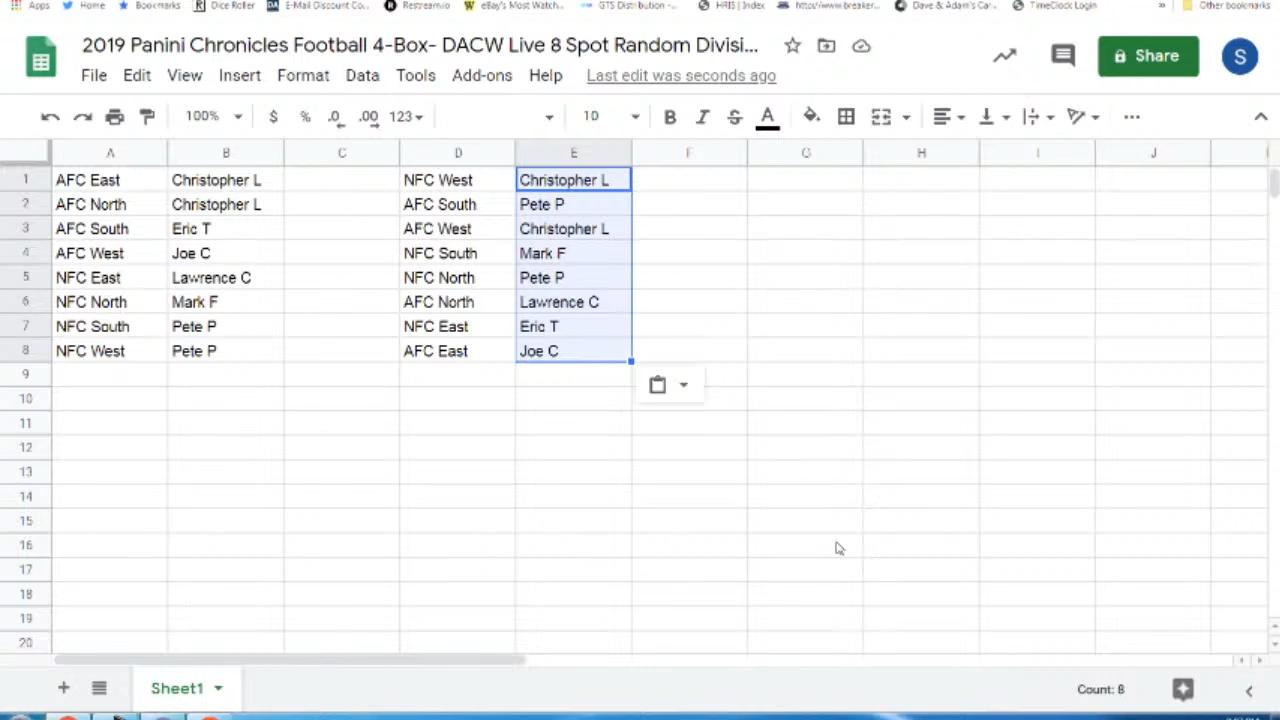 Apps Home Bookmarks Dice Roller E-Mail Discount Co... Restream.io eBay's Most Watch... GTS Distribution -... HRIS | Index http://www.breaker... Dave & Adam's Car... TimeClock Login » Other bookmarks
2019 Panini Chronicles Football 4-Box- DACW Live 8 Spot Random Divisi...
Share
S
File Edit View Insert Format Data Tools Add-ons Help Last edit was seconds ago
100% $ % .0 .00 123 10 B I S A
A B C D E F G H I J
1 AFC East Christopher L NFC West Christopher L
2 AFC North Christopher L AFC South Pete P
3 AFC South Eric T AFC West Christopher L
4 AFC West Joe C NFC South Mark F
5 NFC East Lawrence C NFC North Pete P
6 NFC North Mark F AFC North Lawrence C
7 NFC South Pete P NFC East Eric T
8 NFC West Pete P AFC East Joe C
9
10
11
12
13
14
15
16
17
18
19
20
Sheet1 Count: 8